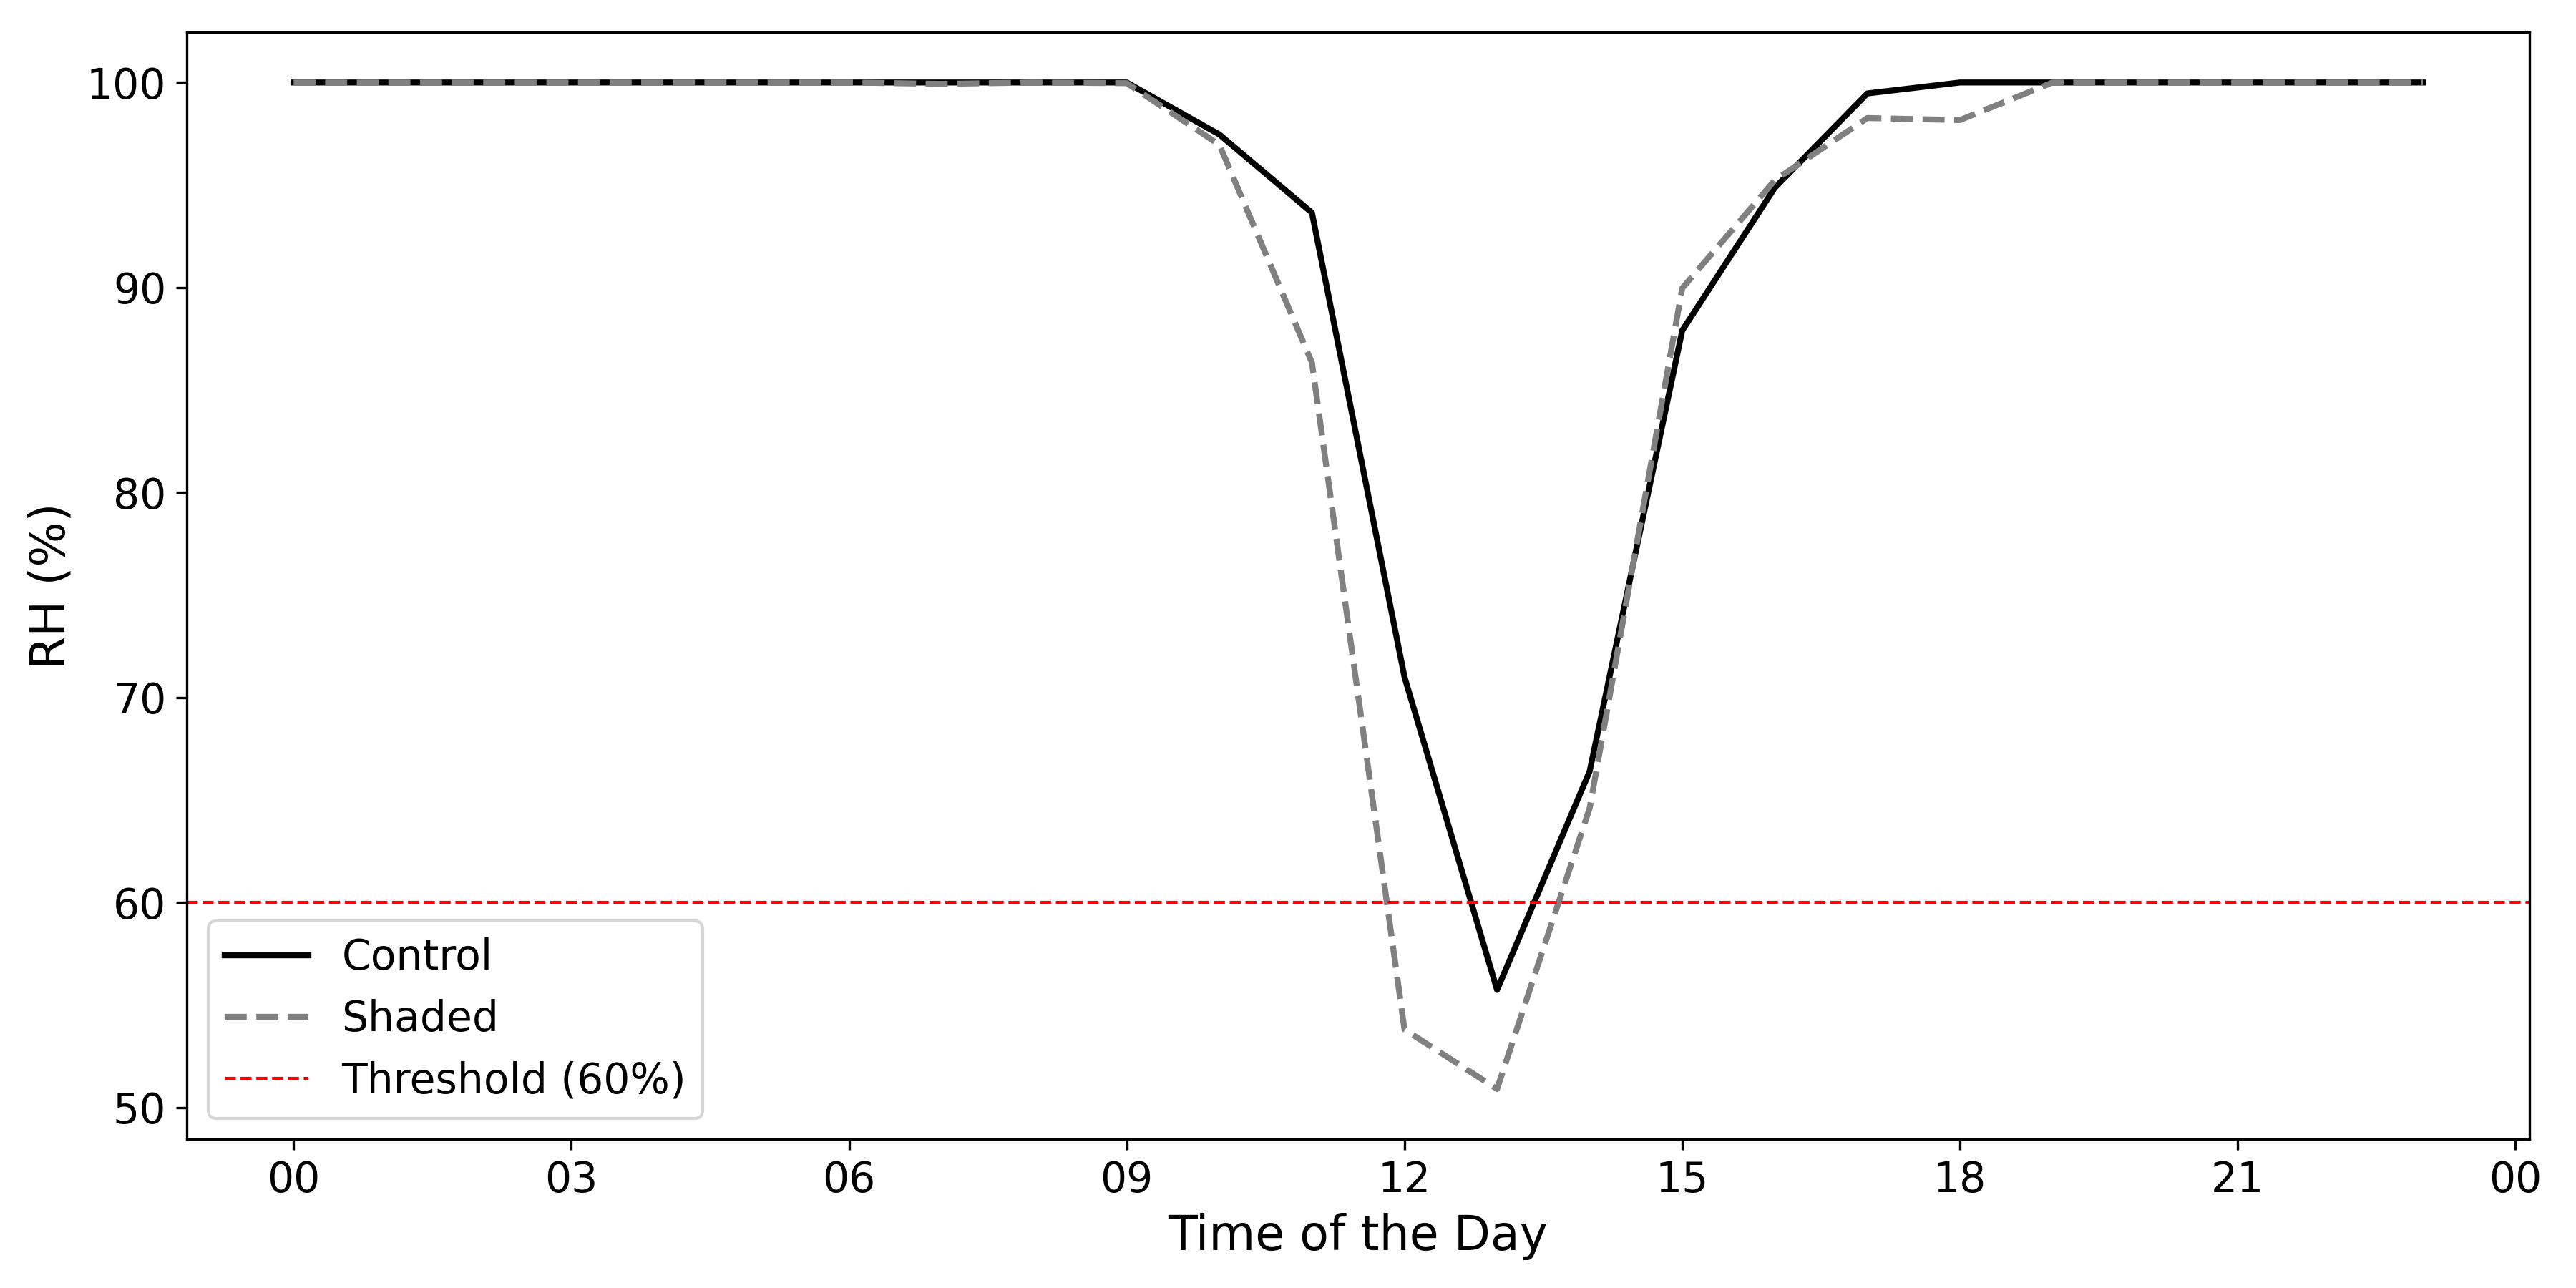 100
90
80
70
60
50
RH (%)
Control
Shaded
Threshold (60%)
00 03 06 09 12 15 18 21 00
Time of the Day